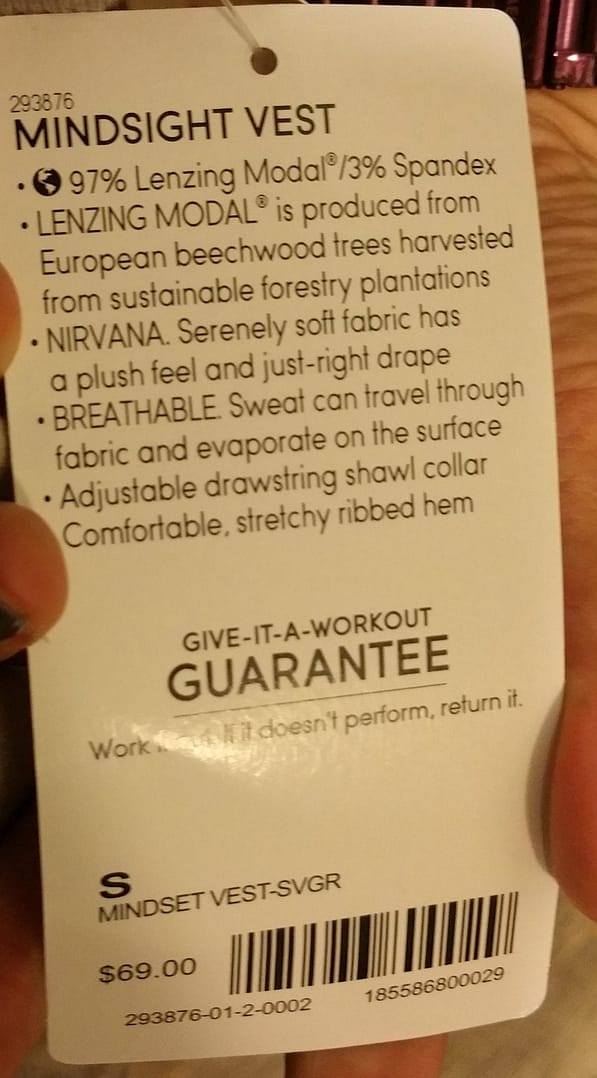 293876
MINDSIGHT VEST
• 97% Lenzing Modal®/3% Spandex
• LENZING MODAL® is produced from
European beechwood trees harvested
from sustainable forestry plantations
• NIRVANA. Serenely soft fabric has
a plush feel and just-right drape
• BREATHABLE. Sweat can travel through
fabric and evaporate on the surface
• Adjustable drawstring shawl collar
Comfortable, stretchy ribbed hem
GIVE-IT-A-WORKOUT
GUARANTEE
Work If it doesn't perform, return it.
S
MINDSET VEST-SVGR
$69.00
293876-01-2-0002
185586800029